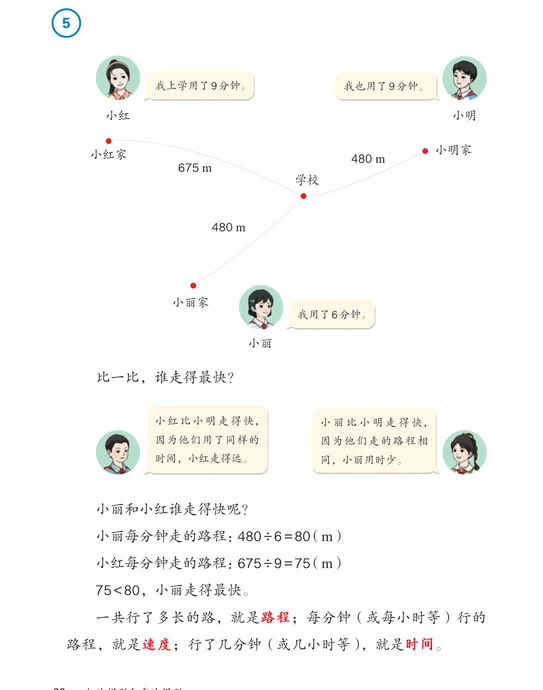 5
我上学用了9分钟。
我也用了9分钟。
小红
小明
小红家
小明家
675 m
480 m
学校
480 m
小丽家
我用了6分钟。
小丽
比一比，谁走得最快？
小红比小明走得快，
因为他们用了同样的
时间，小红走得远。
小丽比小明走得快，
因为他们走的路程相
同，小丽用时少。
小丽和小红谁走得快呢？
小丽每分钟走的路程：480÷6=80（m）
小红每分钟走的路程：675÷9=75（m）
75<80，小丽走得最快。
一共行了多长的路，就是路程；每分钟（或每小时等）行的
路程，就是速度；行了几分钟（或几小时等），就是时间。